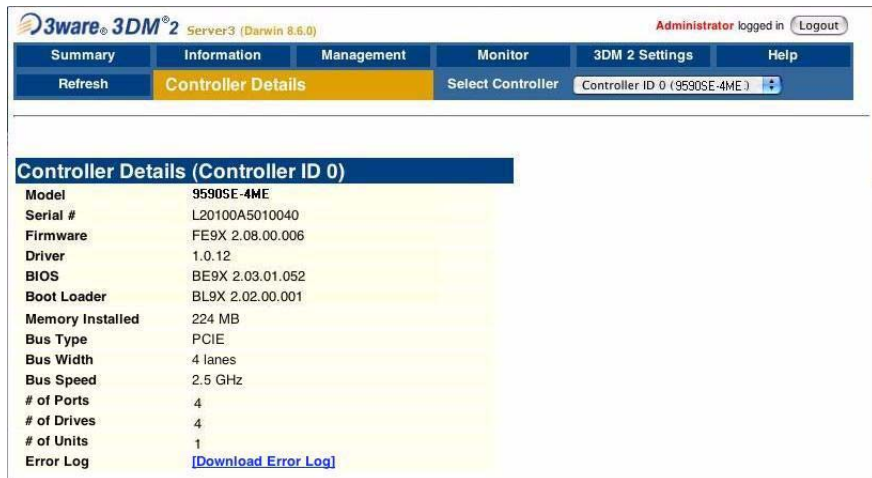 3ware® 3DM®2 Server3 (Darwin 8.6.0) Administrator logged in Logout
Summary Information Management Monitor 3DM 2 Settings Help
Refresh Controller Details Select Controller Controller ID 0 (9590SE-4ME)
Controller Details (Controller ID 0)
Model 9590SE-4ME
Serial # L20100A5010040
Firmware FE9X 2.08.00.006
Driver 1.0.12
BIOS BE9X 2.03.01.052
Boot Loader BL9X 2.02.00.001
Memory Installed 224 MB
Bus Type PCIE
Bus Width 4 lanes
Bus Speed 2.5 GHz
# of Ports 4
# of Drives 4
# of Units 1
Error Log [Download Error Log]